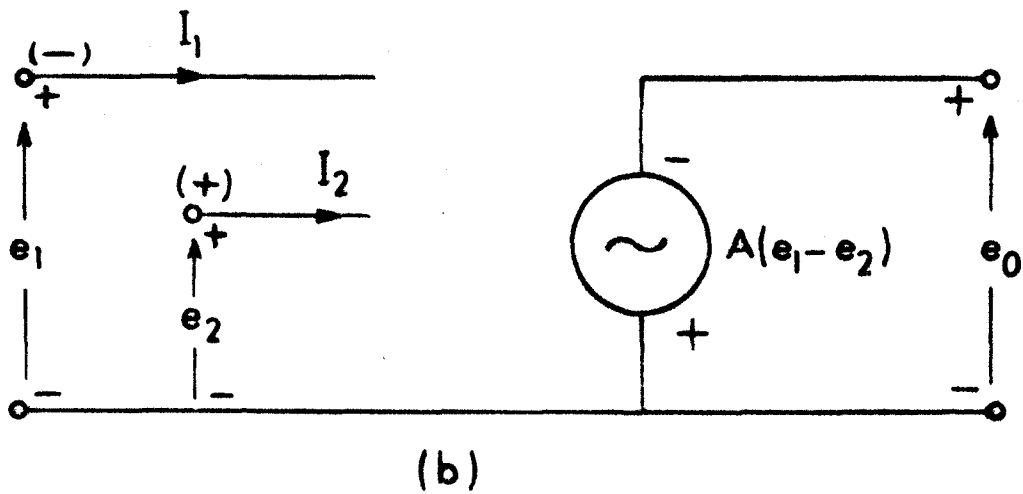 (−) I₁
+
(+) I₂
+
e₁
e₂
−
−
−
∼
A(e₁− e₂)
+
+
e₀
−
(b)